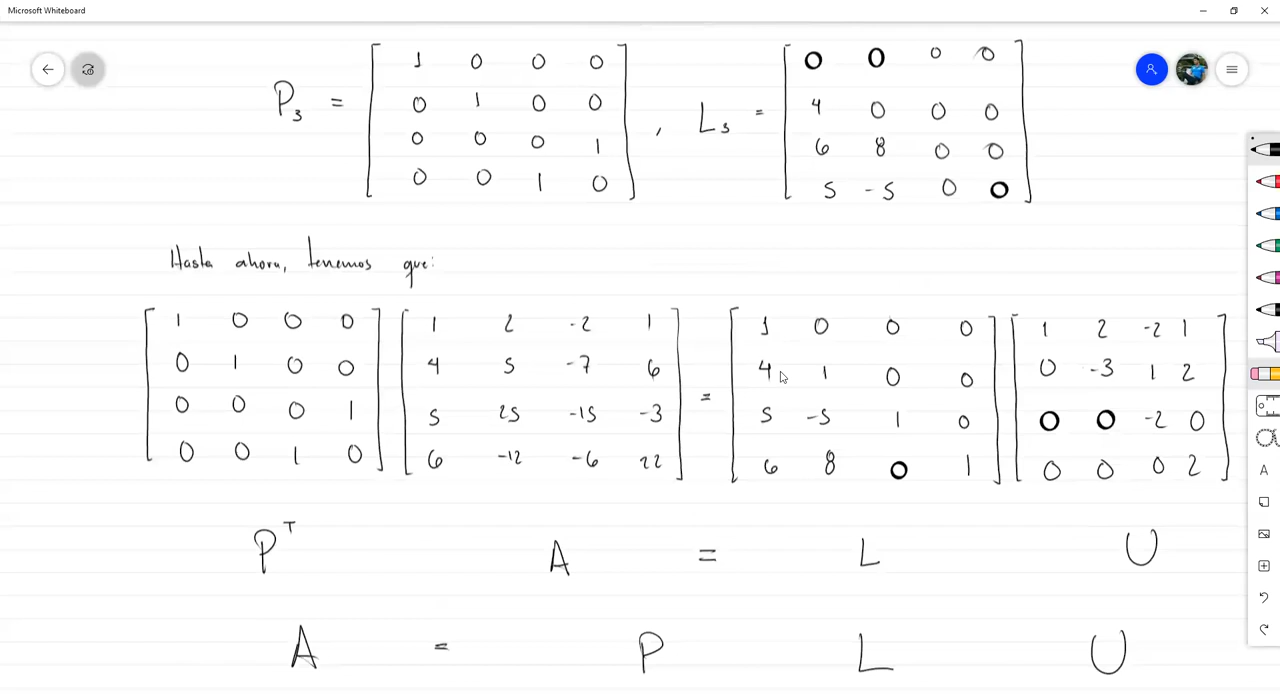 Microsoft Whiteboard
P₃ = [ 1 0 0 0 , L₃ = [ 0 0 0 0
0 1 0 0 4 0 0 0
0 0 0 1 6 8 0 0
0 0 1 0 ] 5 -5 0 0 ]
Hasta ahora, tenemos que:
[ 1 0 0 0 ] [ 1 2 -2 1 ] = [ 1 0 0 0 ] [ 1 2 -2 1 ]
0 1 0 0 4 5 -7 6 4 1 0 0 0 -3 1 2
0 0 0 1 5 25 -15 -3 5 -5 1 0 0 0 -2 0
0 0 1 0 6 -12 -6 22 6 8 0 1 0 0 0 2
Pᵀ A = L U
A = P L U
A